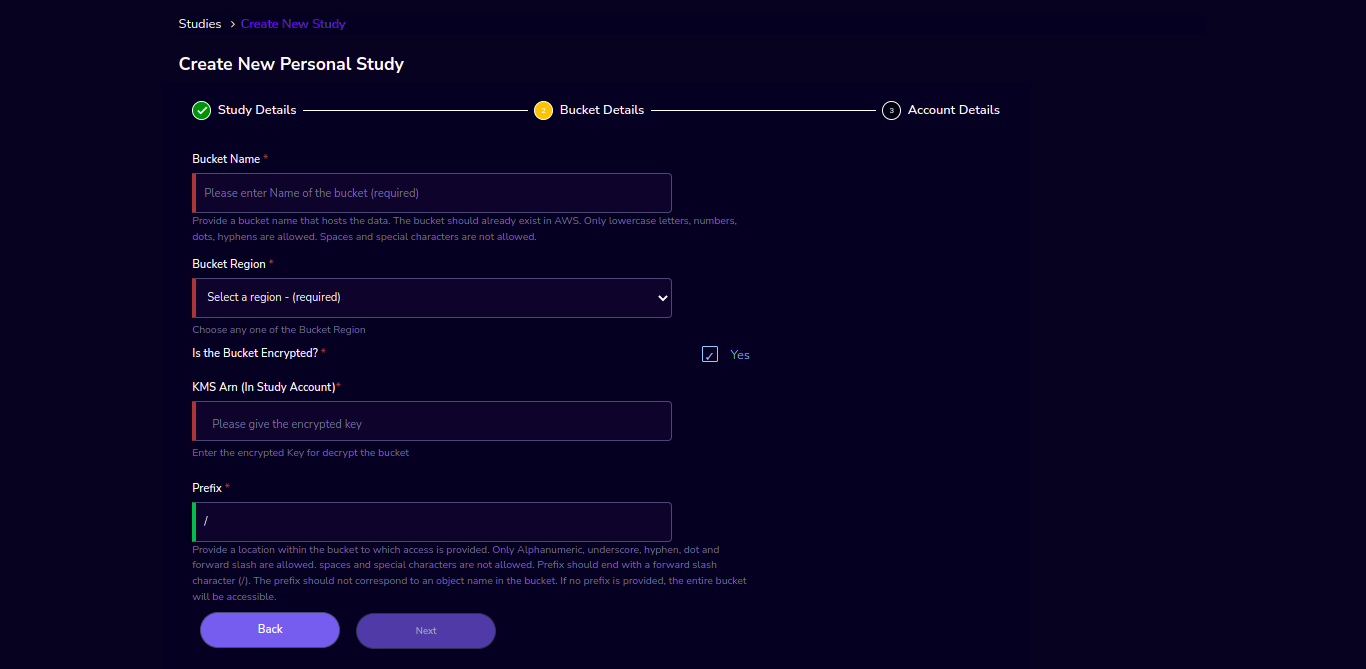 Studies > Create New Study
Create New Personal Study
Study Details 2 Bucket Details 3 Account Details
Bucket Name *
Please enter Name of the bucket (required)
Provide a bucket name that hosts the data. The bucket should already exist in AWS. Only lowercase letters, numbers,
dots, hyphens are allowed. Spaces and special characters are not allowed.
Bucket Region *
Select a region - (required)
Choose any one of the Bucket Region
Is the Bucket Encrypted? * Yes
KMS Arn (In Study Account)*
Please give the encrypted key
Enter the encrypted Key for decrypt the bucket
Prefix *
/
Provide a location within the bucket to which access is provided. Only Alphanumeric, underscore, hyphen, dot and
forward slash are allowed. spaces and special characters are not allowed. Prefix should end with a forward slash
character (/). The prefix should not correspond to an object name in the bucket. If no prefix is provided, the entire bucket
will be accessible.
Back Next